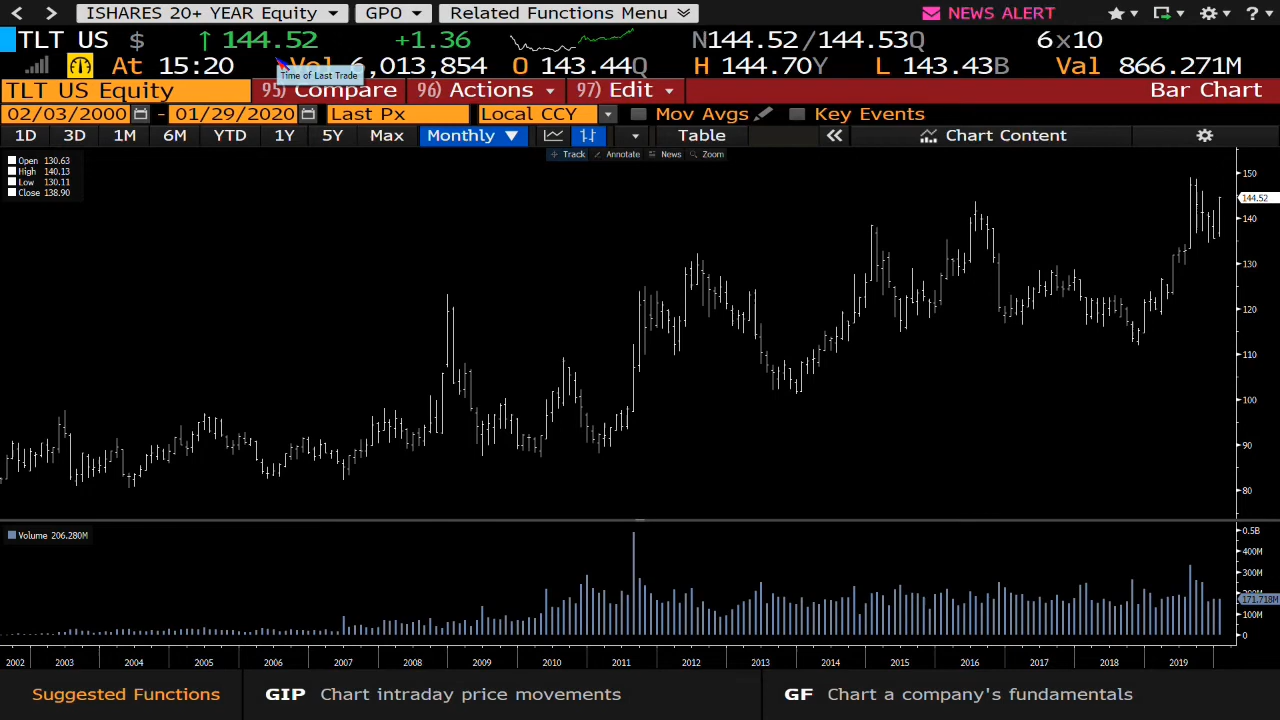 ISHARES 20+ YEAR Equity GPO Related Functions Menu NEWS ALERT ?
TLT US $ ↑ 144.52 +1.36 N144.52 /144.53Q 6x10
At 15:20 Vol 6,013,854 O 143.44Q H 144.70Y L 143.43B Val 866.271M
Time of Last Trade
TLT US Equity 95) Compare 96) Actions 97) Edit Bar Chart
02/03/2000 - 01/29/2020 Last Px Local CCY Mov Avgs Key Events
1D 3D 1M 6M YTD 1Y 5Y Max Monthly ▼ Table « Chart Content
Track Annotate News Zoom
Open 130.63
High 140.13
Low 130.11
Close 138.90
150
144.52
140
130
120
110
100
90
80
Volume 206.280M
0.5B
400M
300M
200M
171.718M
100M
0
2002 2003 2004 2005 2006 2007 2008 2009 2010 2011 2012 2013 2014 2015 2016 2017 2018 2019
Suggested Functions GIP Chart intraday price movements GF Chart a company's fundamentals